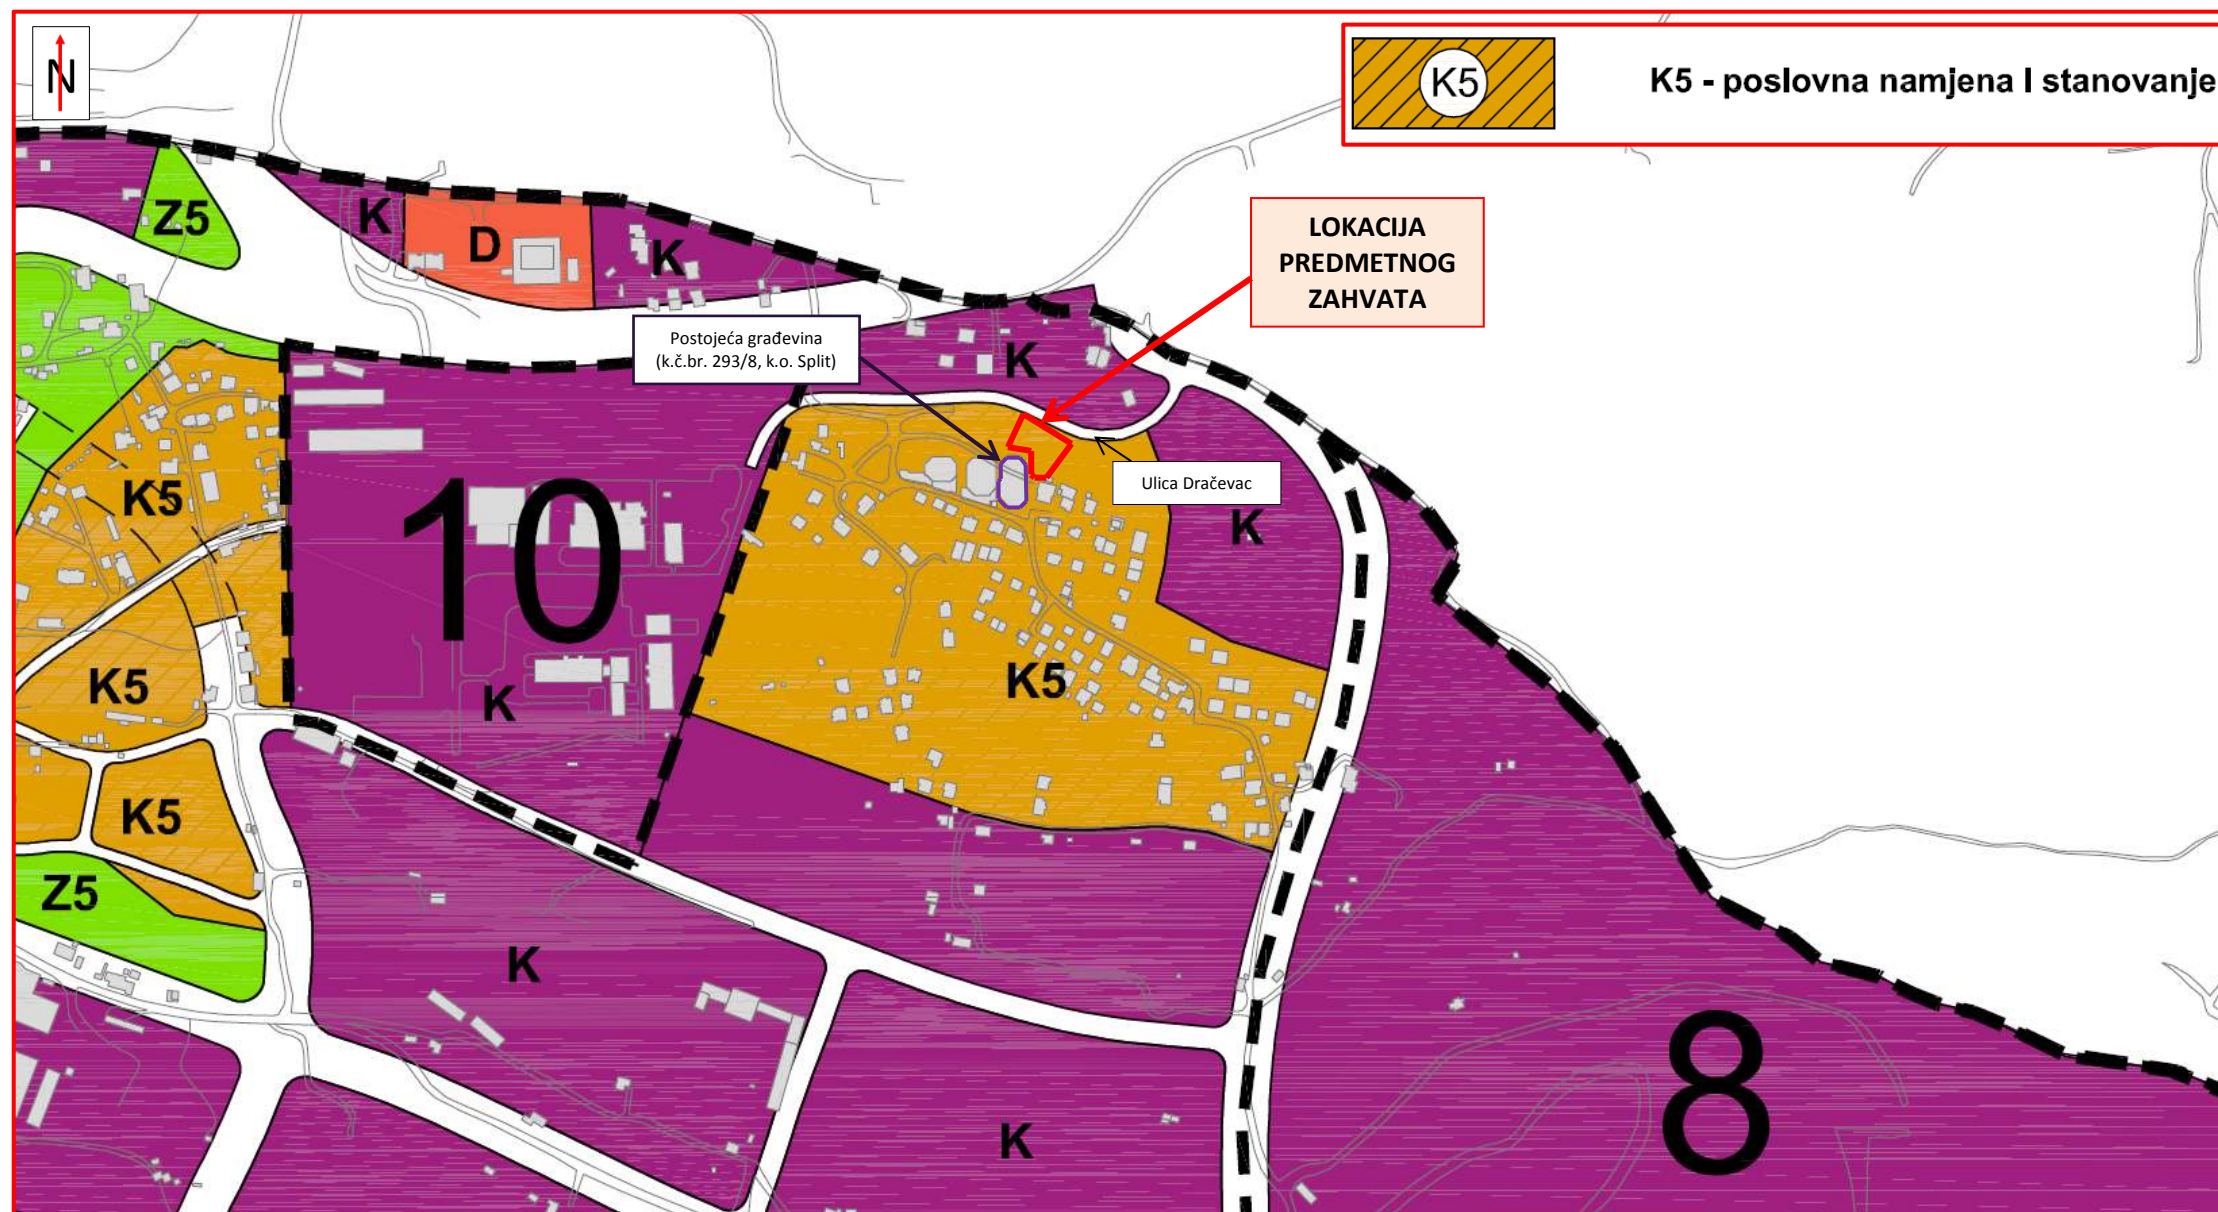 N
K5
K5 - poslovna namjena I stanovanje
Z5
K
D
K
LOKACIJA
PREDMETNOG
ZAHVATA
Postojeća građevina
(k.č.br. 293/8, k.o. Split)
K
Ulica Dračevac
K5
10
K
K5
K5
K
K5
Z5
K
8
K